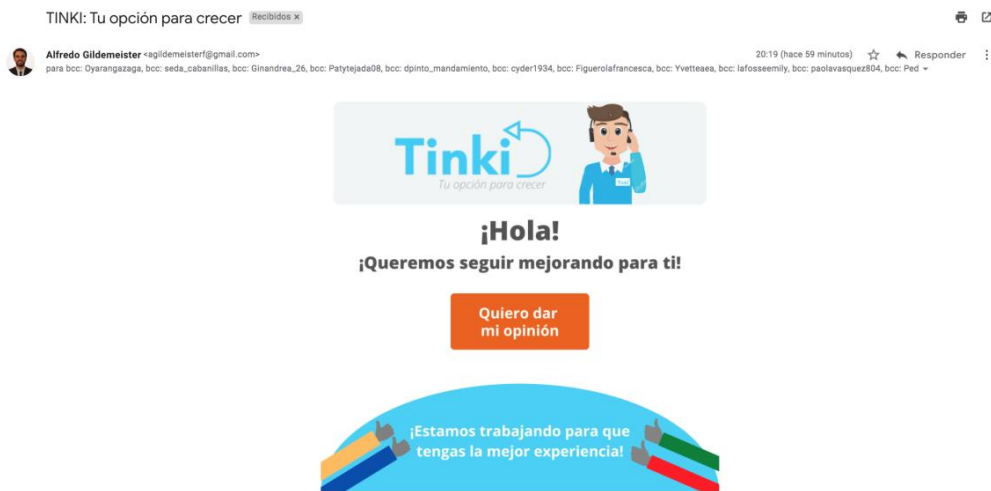 TINKI: Tu opción para crecer Recibidos x
Alfredo Gildemeister <agildemeisterf@gmail.com> 20:19 (hace 59 minutos) Responder
para bcc: Oyarangazaga, bcc: seda_cabanillas, bcc: Ginandrea_26, bcc: Patytejada08, bcc: dpinto_mandamiento, bcc: cyder1934, bcc: Figuerolafrancesca, bcc: Yvetteaea, bcc: lafosseemily, bcc: paolavasquez804, bcc: Ped
Tinki
Tu opción para crecer
¡Hola!
¡Queremos seguir mejorando para ti!
Quiero dar
mi opinión
¡Estamos trabajando para que
tengas la mejor experiencia!